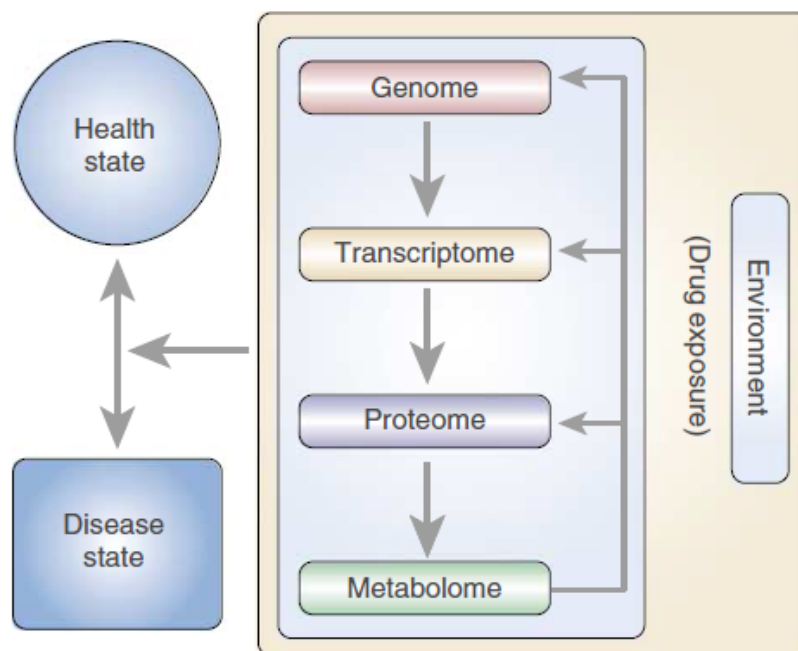 Health
state
Disease
state
Genome
Transcriptome
Proteome
Metabolome
(Drug exposure)
Environment